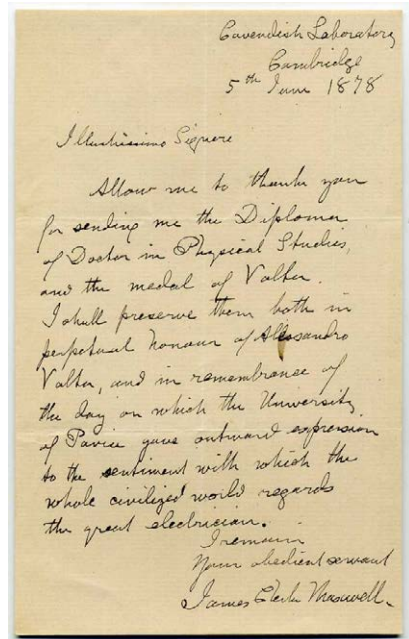 Cavendish Laboratory
Cambridge
5th June 1878
Illustrissimo Signore
Allow me to thank you
for sending me the Diploma
of Doctor in Physical Studies,
and the medal of Volta.
I shall preserve them both in
perpetual honour of Alessandro
Volta, and in remembrance of
the day on which the University
of Pavia gave outward expression
to the sentiment with which the
whole civilized world regards
the great electrician.
I remain
Your obedient servant
James Clerk Maxwell.